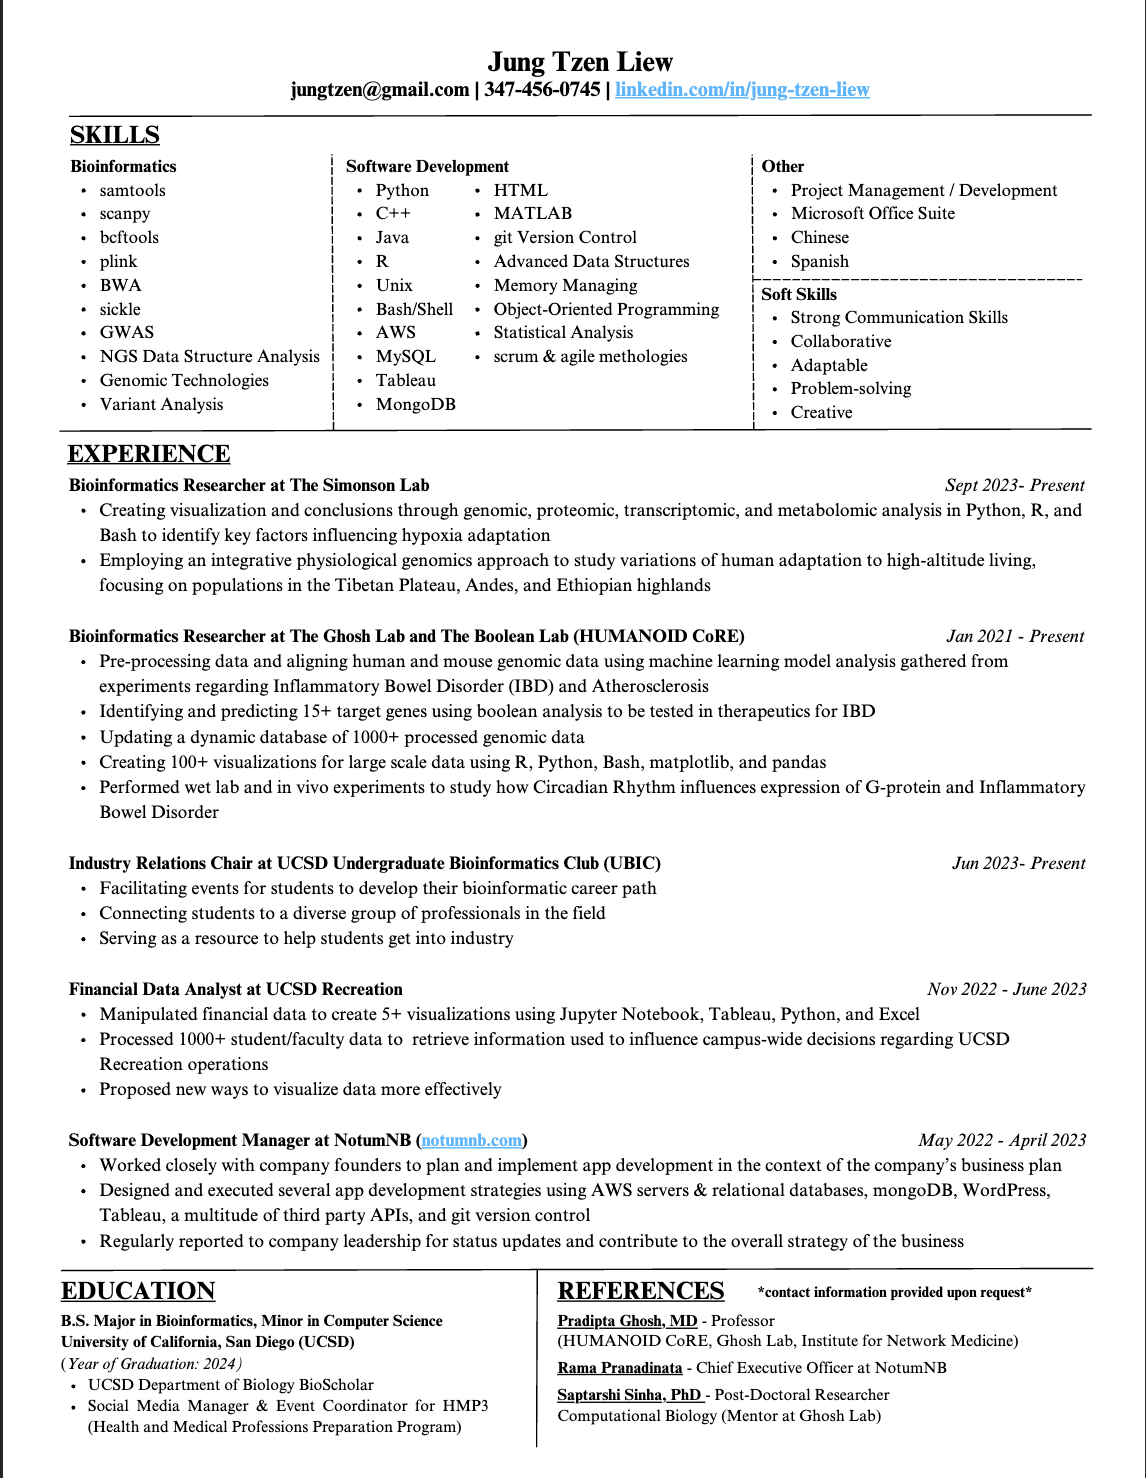 Jung Tzen Liew
jungtzen@gmail.com | 347-456-0745 | linkedin.com/in/jung-tzen-liew
SKILLS
Bioinformatics
• samtools
• scanpy
• bcftools
• plink
• BWA
• sickle
• GWAS
• NGS Data Structure Analysis
• Genomic Technologies
• Variant Analysis
Software Development
• Python
• C++
• Java
• R
• Unix
• Bash/Shell
• AWS
• MySQL
• Tableau
• MongoDB
• HTML
• MATLAB
• git Version Control
• Advanced Data Structures
• Memory Managing
• Object-Oriented Programming
• Statistical Analysis
• scrum & agile methologies
Other
• Project Management / Development
• Microsoft Office Suite
• Chinese
• Spanish
Soft Skills
• Strong Communication Skills
• Collaborative
• Adaptable
• Problem-solving
• Creative
EXPERIENCE
Bioinformatics Researcher at The Simonson Lab Sept 2023- Present
• Creating visualization and conclusions through genomic, proteomic, transcriptomic, and metabolomic analysis in Python, R, and
Bash to identify key factors influencing hypoxia adaptation
• Employing an integrative physiological genomics approach to study variations of human adaptation to high-altitude living,
focusing on populations in the Tibetan Plateau, Andes, and Ethiopian highlands
Bioinformatics Researcher at The Ghosh Lab and The Boolean Lab (HUMANOID CoRE) Jan 2021 - Present
• Pre-processing data and aligning human and mouse genomic data using machine learning model analysis gathered from
experiments regarding Inflammatory Bowel Disorder (IBD) and Atherosclerosis
• Identifying and predicting 15+ target genes using boolean analysis to be tested in therapeutics for IBD
• Updating a dynamic database of 1000+ processed genomic data
• Creating 100+ visualizations for large scale data using R, Python, Bash, matplotlib, and pandas
• Performed wet lab and in vivo experiments to study how Circadian Rhythm influences expression of G-protein and Inflammatory
Bowel Disorder
Industry Relations Chair at UCSD Undergraduate Bioinformatics Club (UBIC) Jun 2023- Present
• Facilitating events for students to develop their bioinformatic career path
• Connecting students to a diverse group of professionals in the field
• Serving as a resource to help students get into industry
Financial Data Analyst at UCSD Recreation Nov 2022 - June 2023
• Manipulated financial data to create 5+ visualizations using Jupyter Notebook, Tableau, Python, and Excel
• Processed 1000+ student/faculty data to  retrieve information used to influence campus-wide decisions regarding UCSD
Recreation operations
• Proposed new ways to visualize data more effectively
Software Development Manager at NotumNB (notumnb.com) May 2022 - April 2023
• Worked closely with company founders to plan and implement app development in the context of the company's business plan
• Designed and executed several app development strategies using AWS servers & relational databases, mongoDB, WordPress,
Tableau, a multitude of third party APIs, and git version control
• Regularly reported to company leadership for status updates and contribute to the overall strategy of the business
EDUCATION
B.S. Major in Bioinformatics, Minor in Computer Science
University of California, San Diego (UCSD)
(Year of Graduation: 2024)
• UCSD Department of Biology BioScholar
• Social Media Manager & Event Coordinator for HMP3
(Health and Medical Professions Preparation Program)
REFERENCES *contact information provided upon request*
Pradipta Ghosh, MD - Professor
(HUMANOID CoRE, Ghosh Lab, Institute for Network Medicine)
Rama Pranadinata - Chief Executive Officer at NotumNB
Saptarshi Sinha, PhD - Post-Doctoral Researcher
Computational Biology (Mentor at Ghosh Lab)